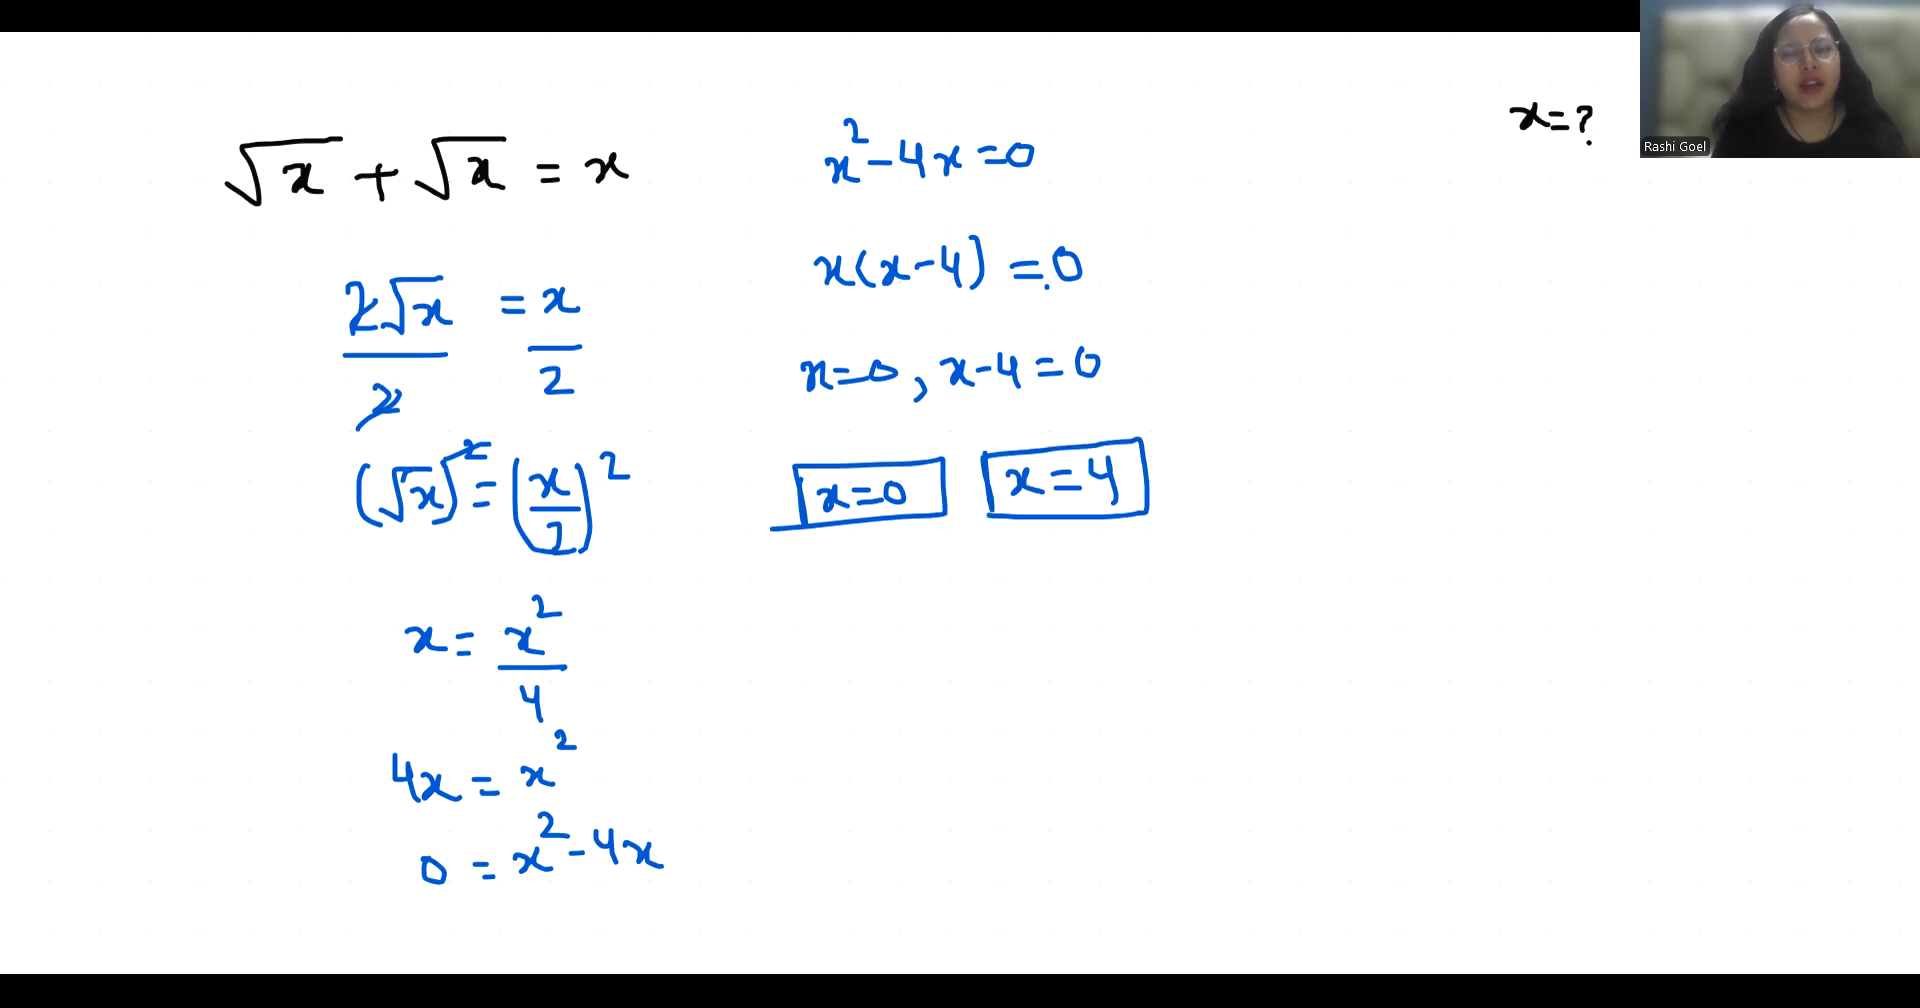 √x + √x = x
2√x/2 = x/2
(√x)² = (x/2)²
x = x²/4
4x = x²
0 = x² - 4x
x² - 4x = 0
x(x-4) = 0
x=0, x-4=0
x=0 x=4
x=?
Rashi Goel